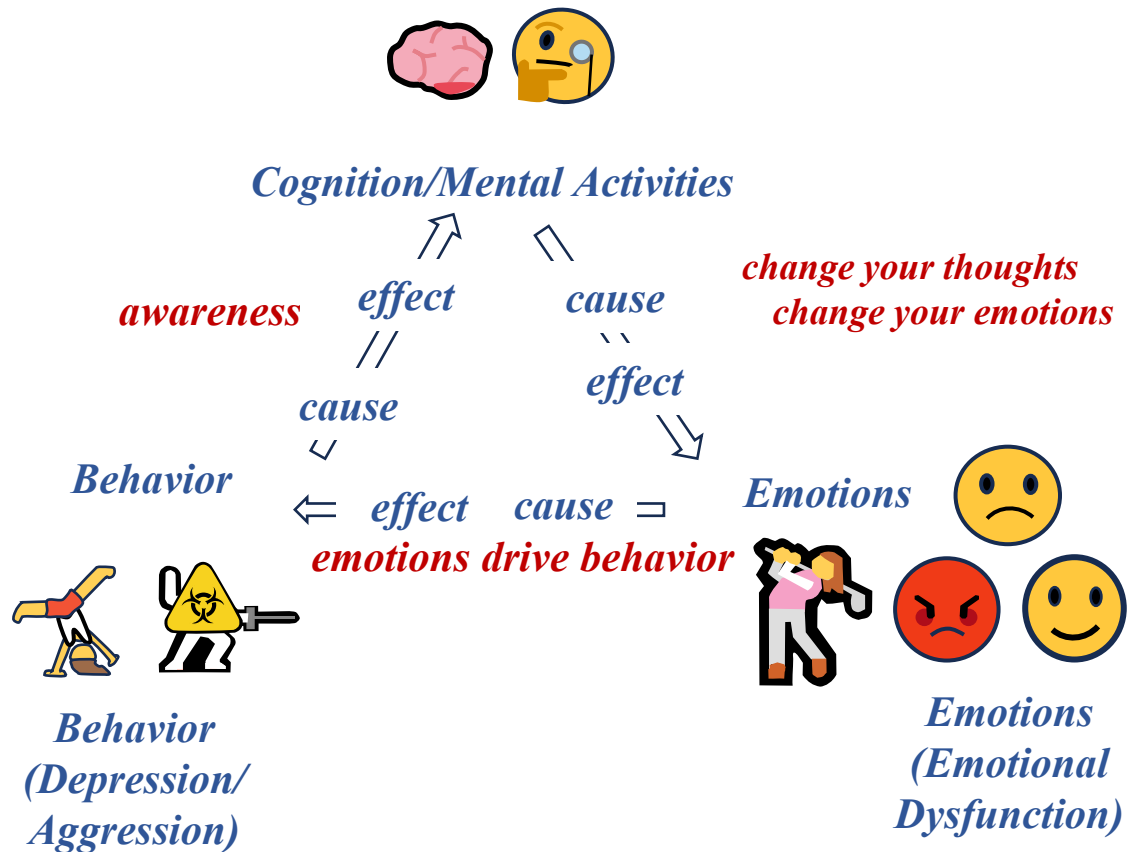 Cognition/Mental Activities
change your thoughts
change your emotions
awareness
effect
cause
effect
cause
Behavior
effect cause
Emotions
emotions drive behavior
Behavior
(Depression/
Aggression)
Emotions
(Emotional
Dysfunction)